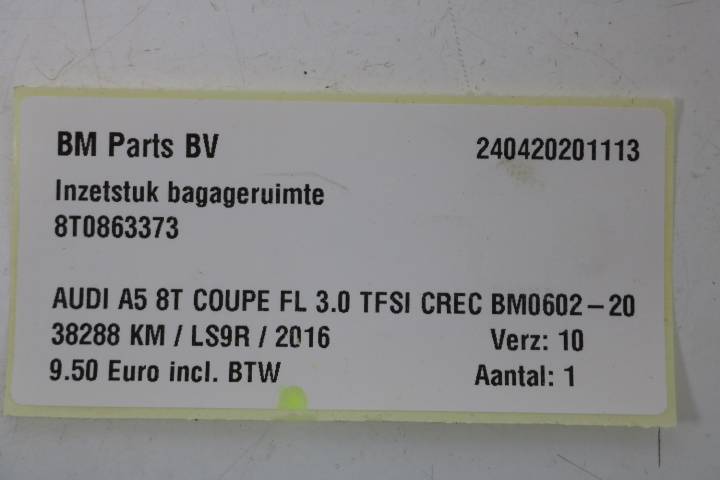 BM Parts BV 240420201113
Inzetstuk bagageruimte
8T0863373
AUDI A5 8T COUPE FL 3.0 TFSI CREC BM0602-20
38288 KM / LS9R / 2016 Verz: 10
9.50 Euro incl. BTW Aantal: 1